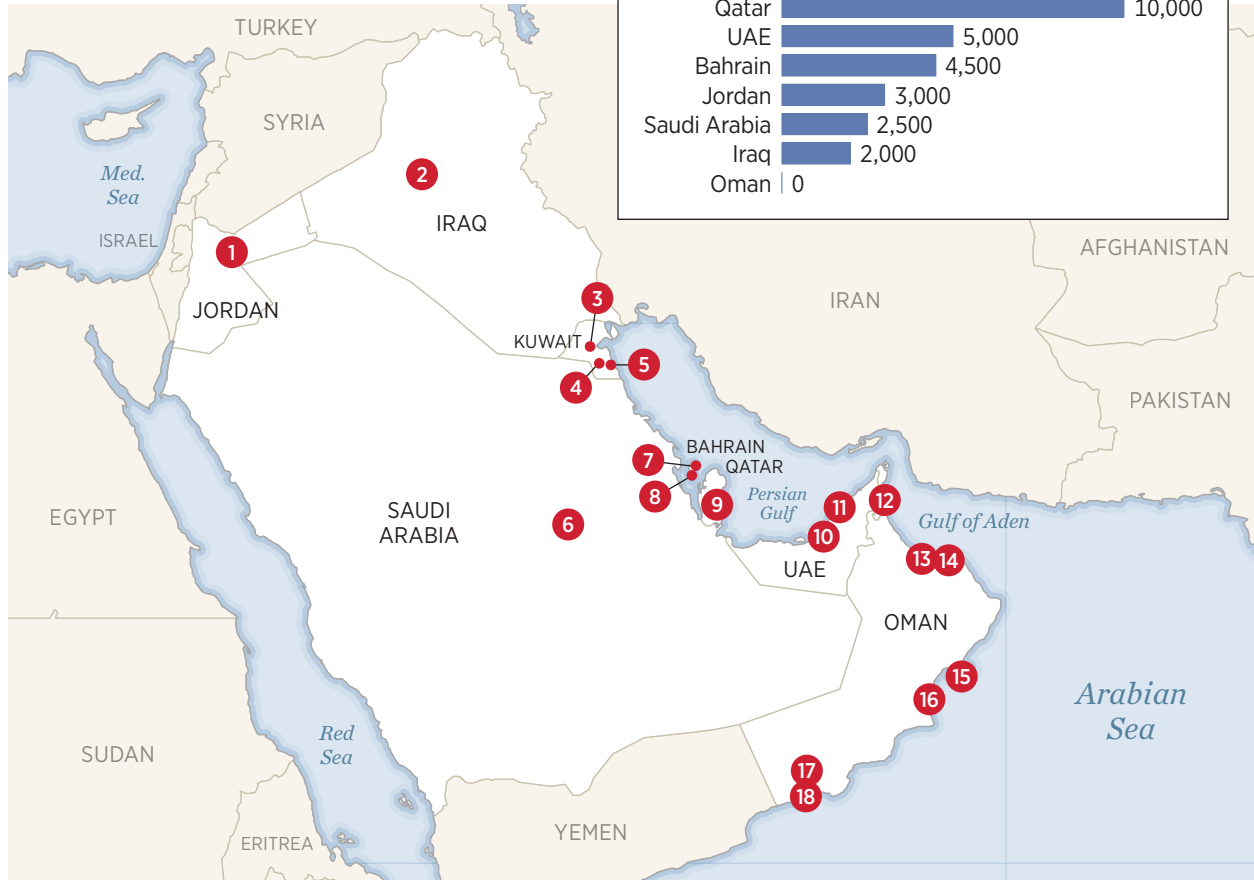 Qatar 10,000
UAE 5,000
Bahrain 4,500
Jordan 3,000
Saudi Arabia 2,500
Iraq 2,000
Oman 0
TURKEY
SYRIA
Med.
Sea
ISRAEL
1
2
IRAQ
JORDAN
3
KUWAIT
4
5
IRAN
AFGHANISTAN
PAKISTAN
EGYPT
SAUDI
ARABIA
6
7
8
BAHRAIN
QATAR
9
Persian
Gulf
10
11
12
Gulf of Aden
UAE
13
14
OMAN
15
16
Arabian
Sea
Red
Sea
SUDAN
17
18
YEMEN
ERITREA